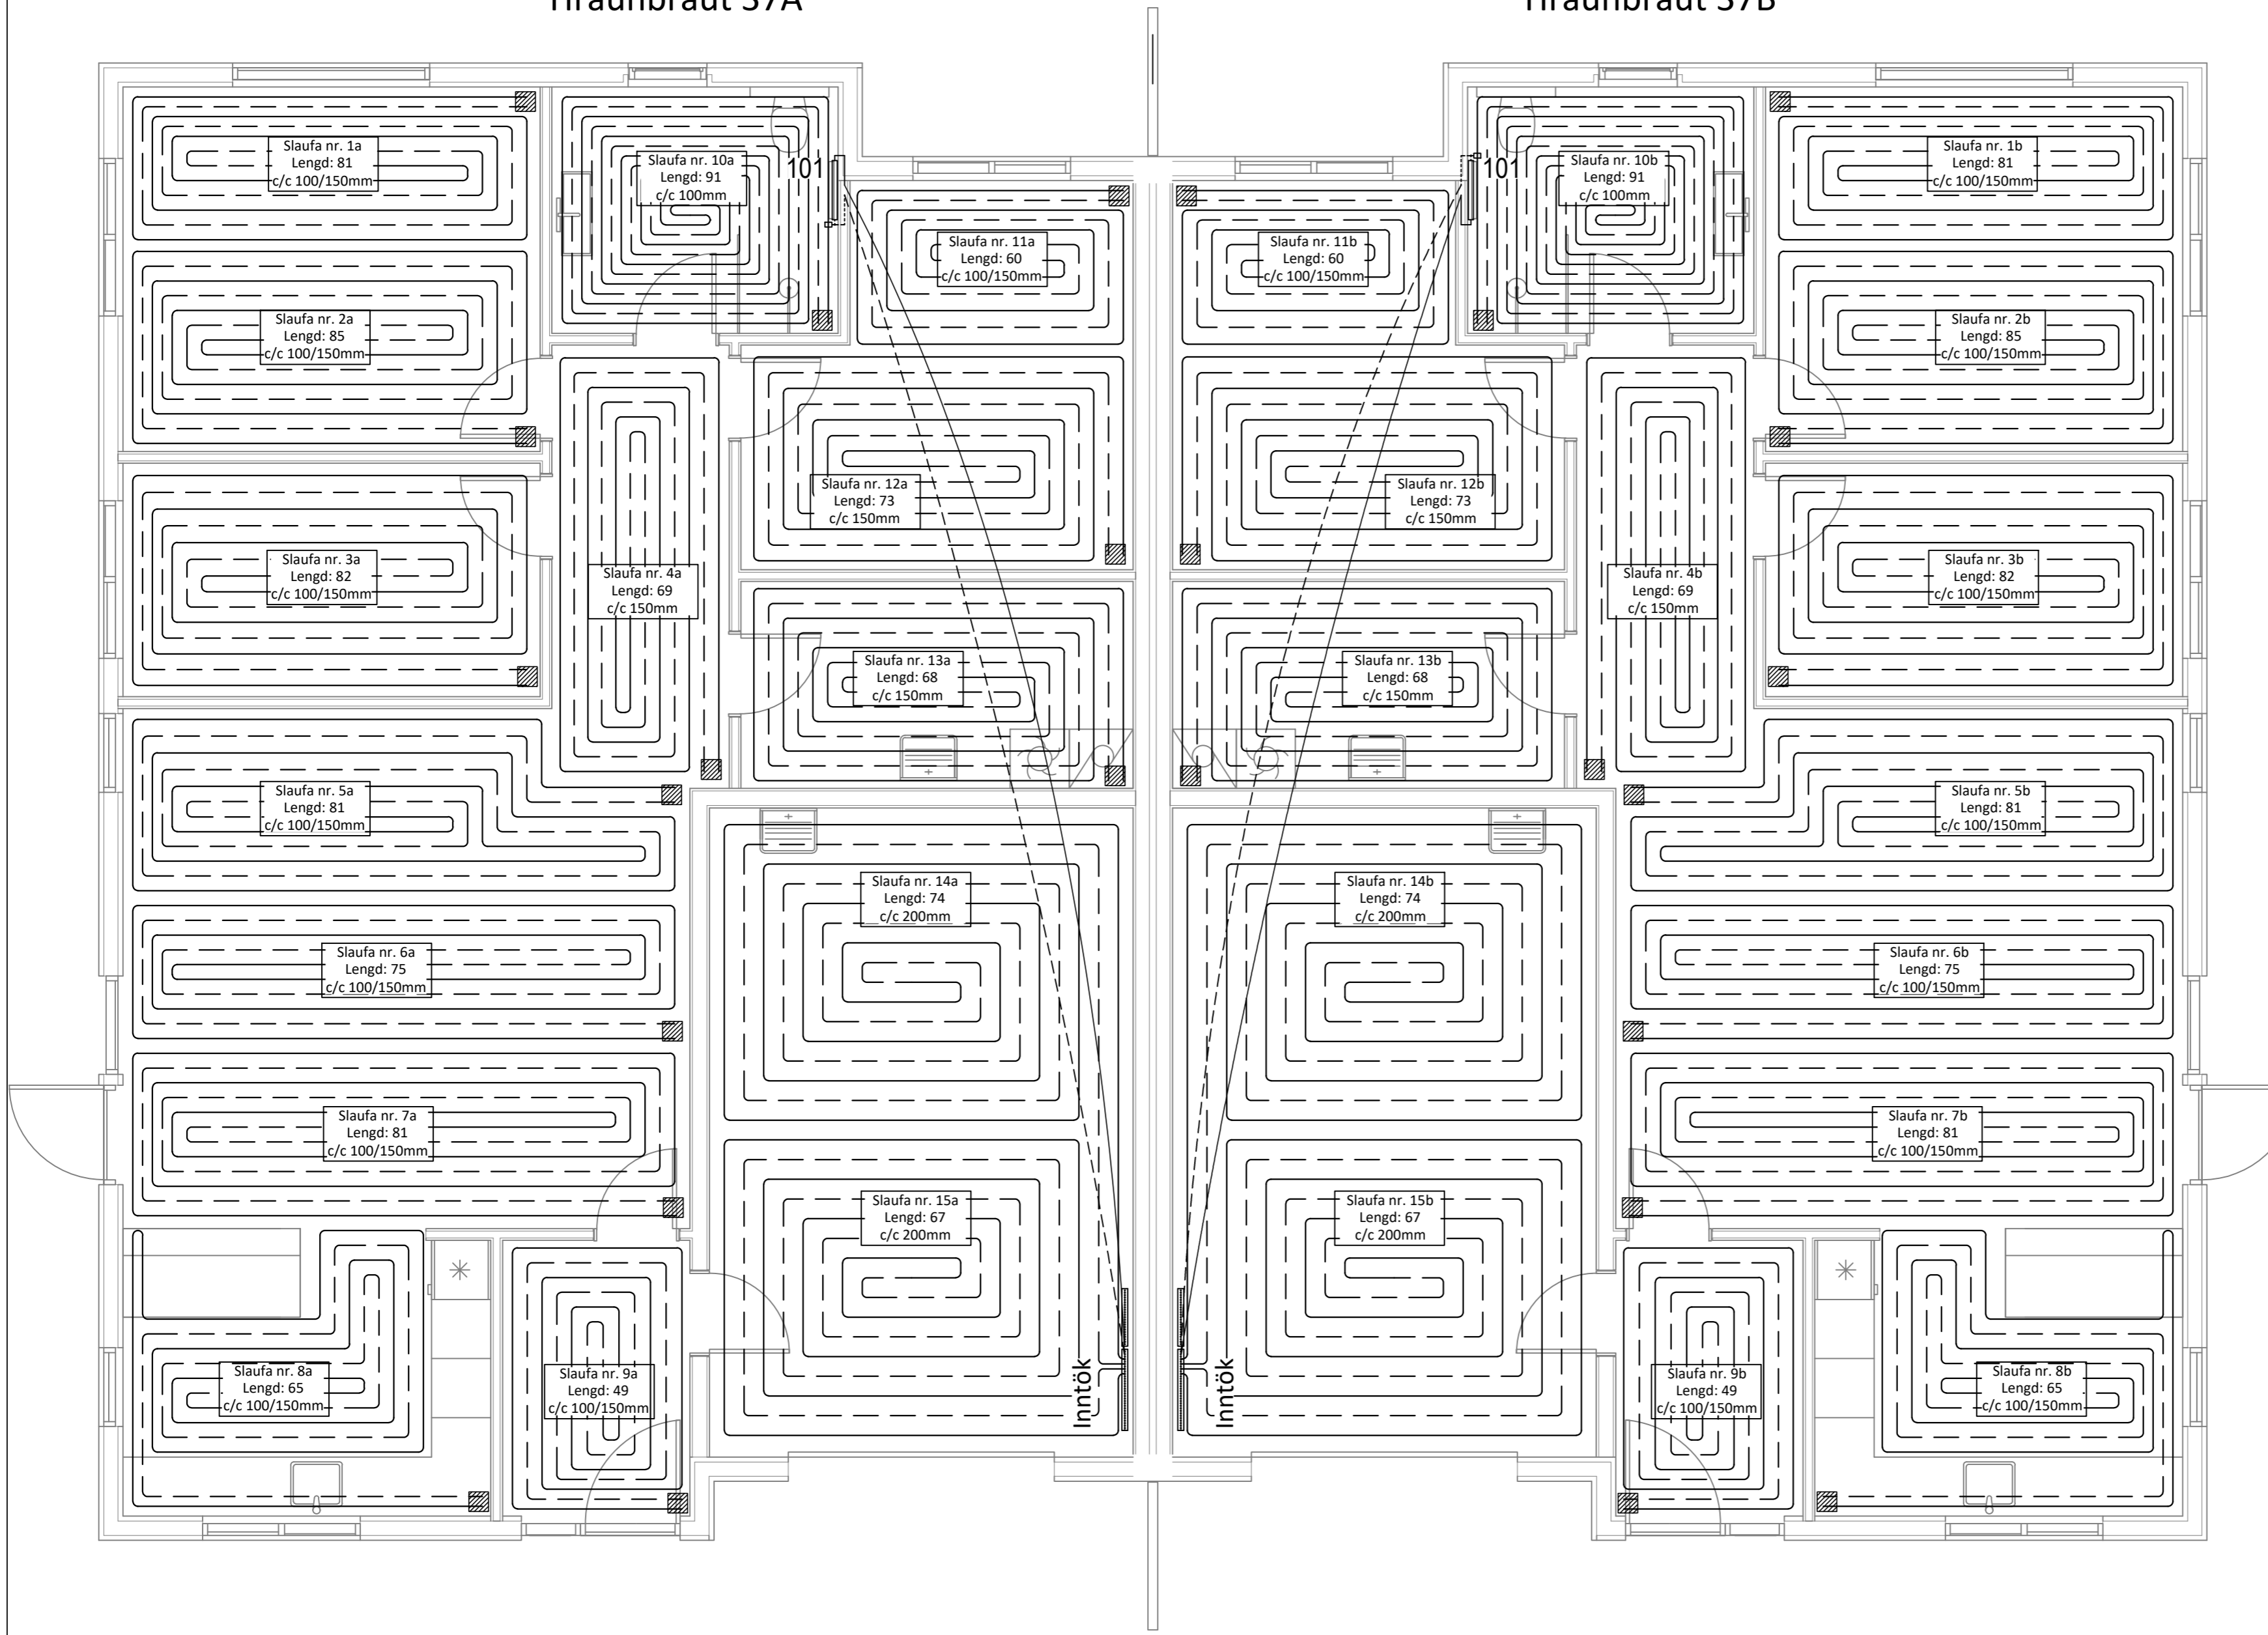 Hraunbraut 37A
Hraunbraut 37B
Slaufa nr. 1a
Lengd: 81
c/c 100/150mm
Slaufa nr. 10a
Lengd: 91
c/c 100mm
101
101
Slaufa nr. 10b
Lengd: 91
c/c 100mm
Slaufa nr. 1b
Lengd: 81
c/c 100/150mm
Slaufa nr. 11a
Lengd: 60
c/c 100/150mm
Slaufa nr. 11b
Lengd: 60
c/c 100/150mm
Slaufa nr. 2a
Lengd: 85
c/c 100/150mm
Slaufa nr. 2b
Lengd: 85
c/c 100/150mm
Slaufa nr. 12a
Lengd: 73
c/c 150mm
Slaufa nr. 12b
Lengd: 73
c/c 150mm
Slaufa nr. 3a
Lengd: 82
c/c 100/150mm
Slaufa nr. 4a
Lengd: 69
c/c 150mm
Slaufa nr. 4b
Lengd: 69
c/c 150mm
Slaufa nr. 3b
Lengd: 82
c/c 100/150mm
Slaufa nr. 13a
Lengd: 68
c/c 150mm
Slaufa nr. 13b
Lengd: 68
c/c 150mm
Slaufa nr. 5a
Lengd: 81
c/c 100/150mm
Slaufa nr. 5b
Lengd: 81
c/c 100/150mm
Slaufa nr. 14a
Lengd: 74
c/c 200mm
Slaufa nr. 14b
Lengd: 74
c/c 200mm
Slaufa nr. 6a
Lengd: 75
c/c 100/150mm
Slaufa nr. 6b
Lengd: 75
c/c 100/150mm
Slaufa nr. 7a
Lengd: 81
c/c 100/150mm
Slaufa nr. 7b
Lengd: 81
c/c 100/150mm
Slaufa nr. 15a
Lengd: 67
c/c 200mm
Slaufa nr. 15b
Lengd: 67
c/c 200mm
Slaufa nr. 8a
Lengd: 65
c/c 100/150mm
Slaufa nr. 9a
Lengd: 49
c/c 100/150mm
Inntök
Inntök
Slaufa nr. 9b
Lengd: 49
c/c 100/150mm
Slaufa nr. 8b
Lengd: 65
c/c 100/150mm